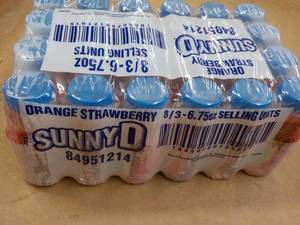 8/3-6.75oz
SELLING UNITS
ORANGE
STRAWBERRY
SUNNYD
84951214
ORANGE STRAWBERRY
SUNNYD
84951214
8/3-6.75oz SELLING UNITS